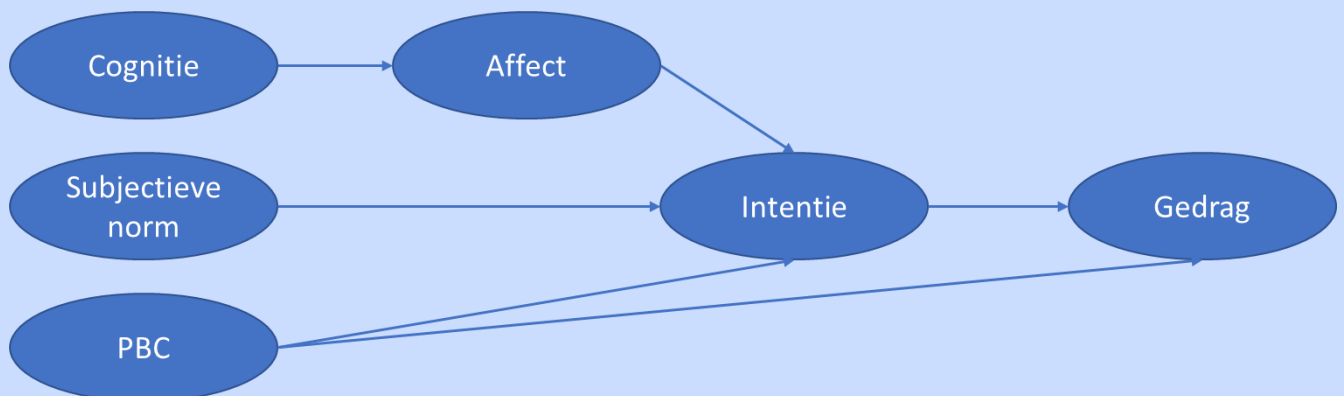 Cognitie
Affect
Subjectieve
norm
Intentie
Gedrag
PBC